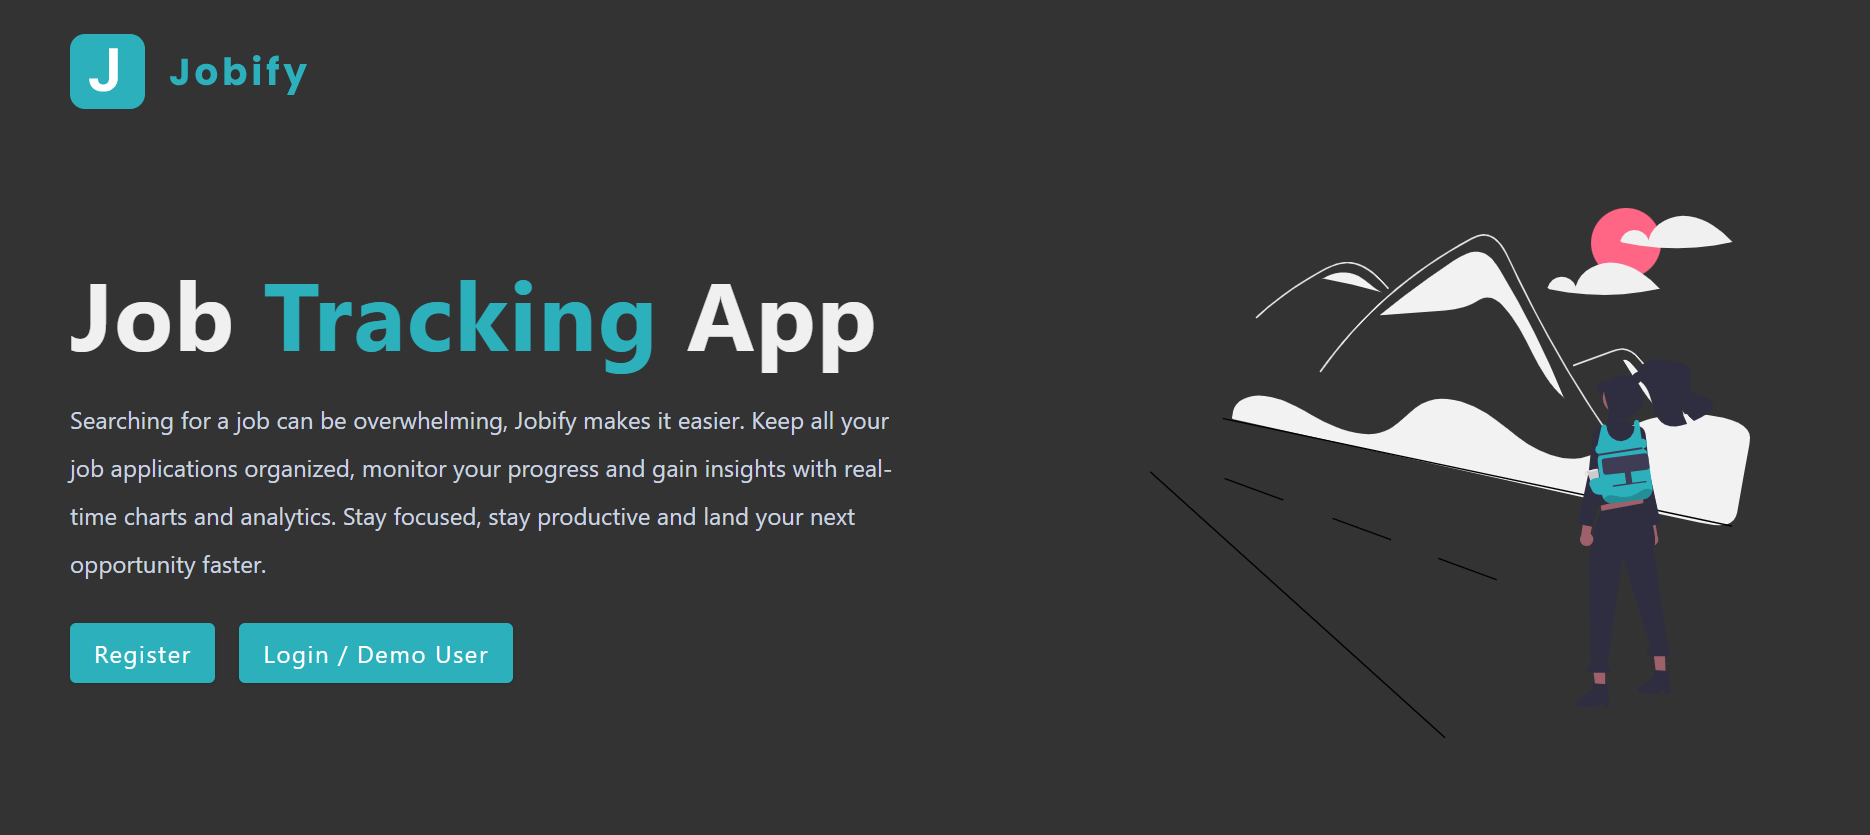 J
Jobify
Job Tracking App
Searching for a job can be overwhelming, Jobify makes it easier. Keep all your
job applications organized, monitor your progress and gain insights with real-
time charts and analytics. Stay focused, stay productive and land your next
opportunity faster.
Register
Login / Demo User